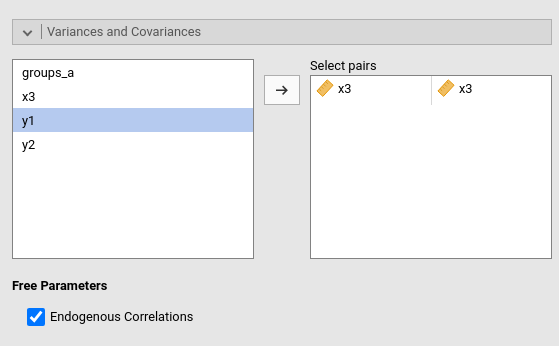 Variances and Covariances
Select pairs
groups_a
x3
y1
y2
x3 x3
Free Parameters
Endogenous Correlations